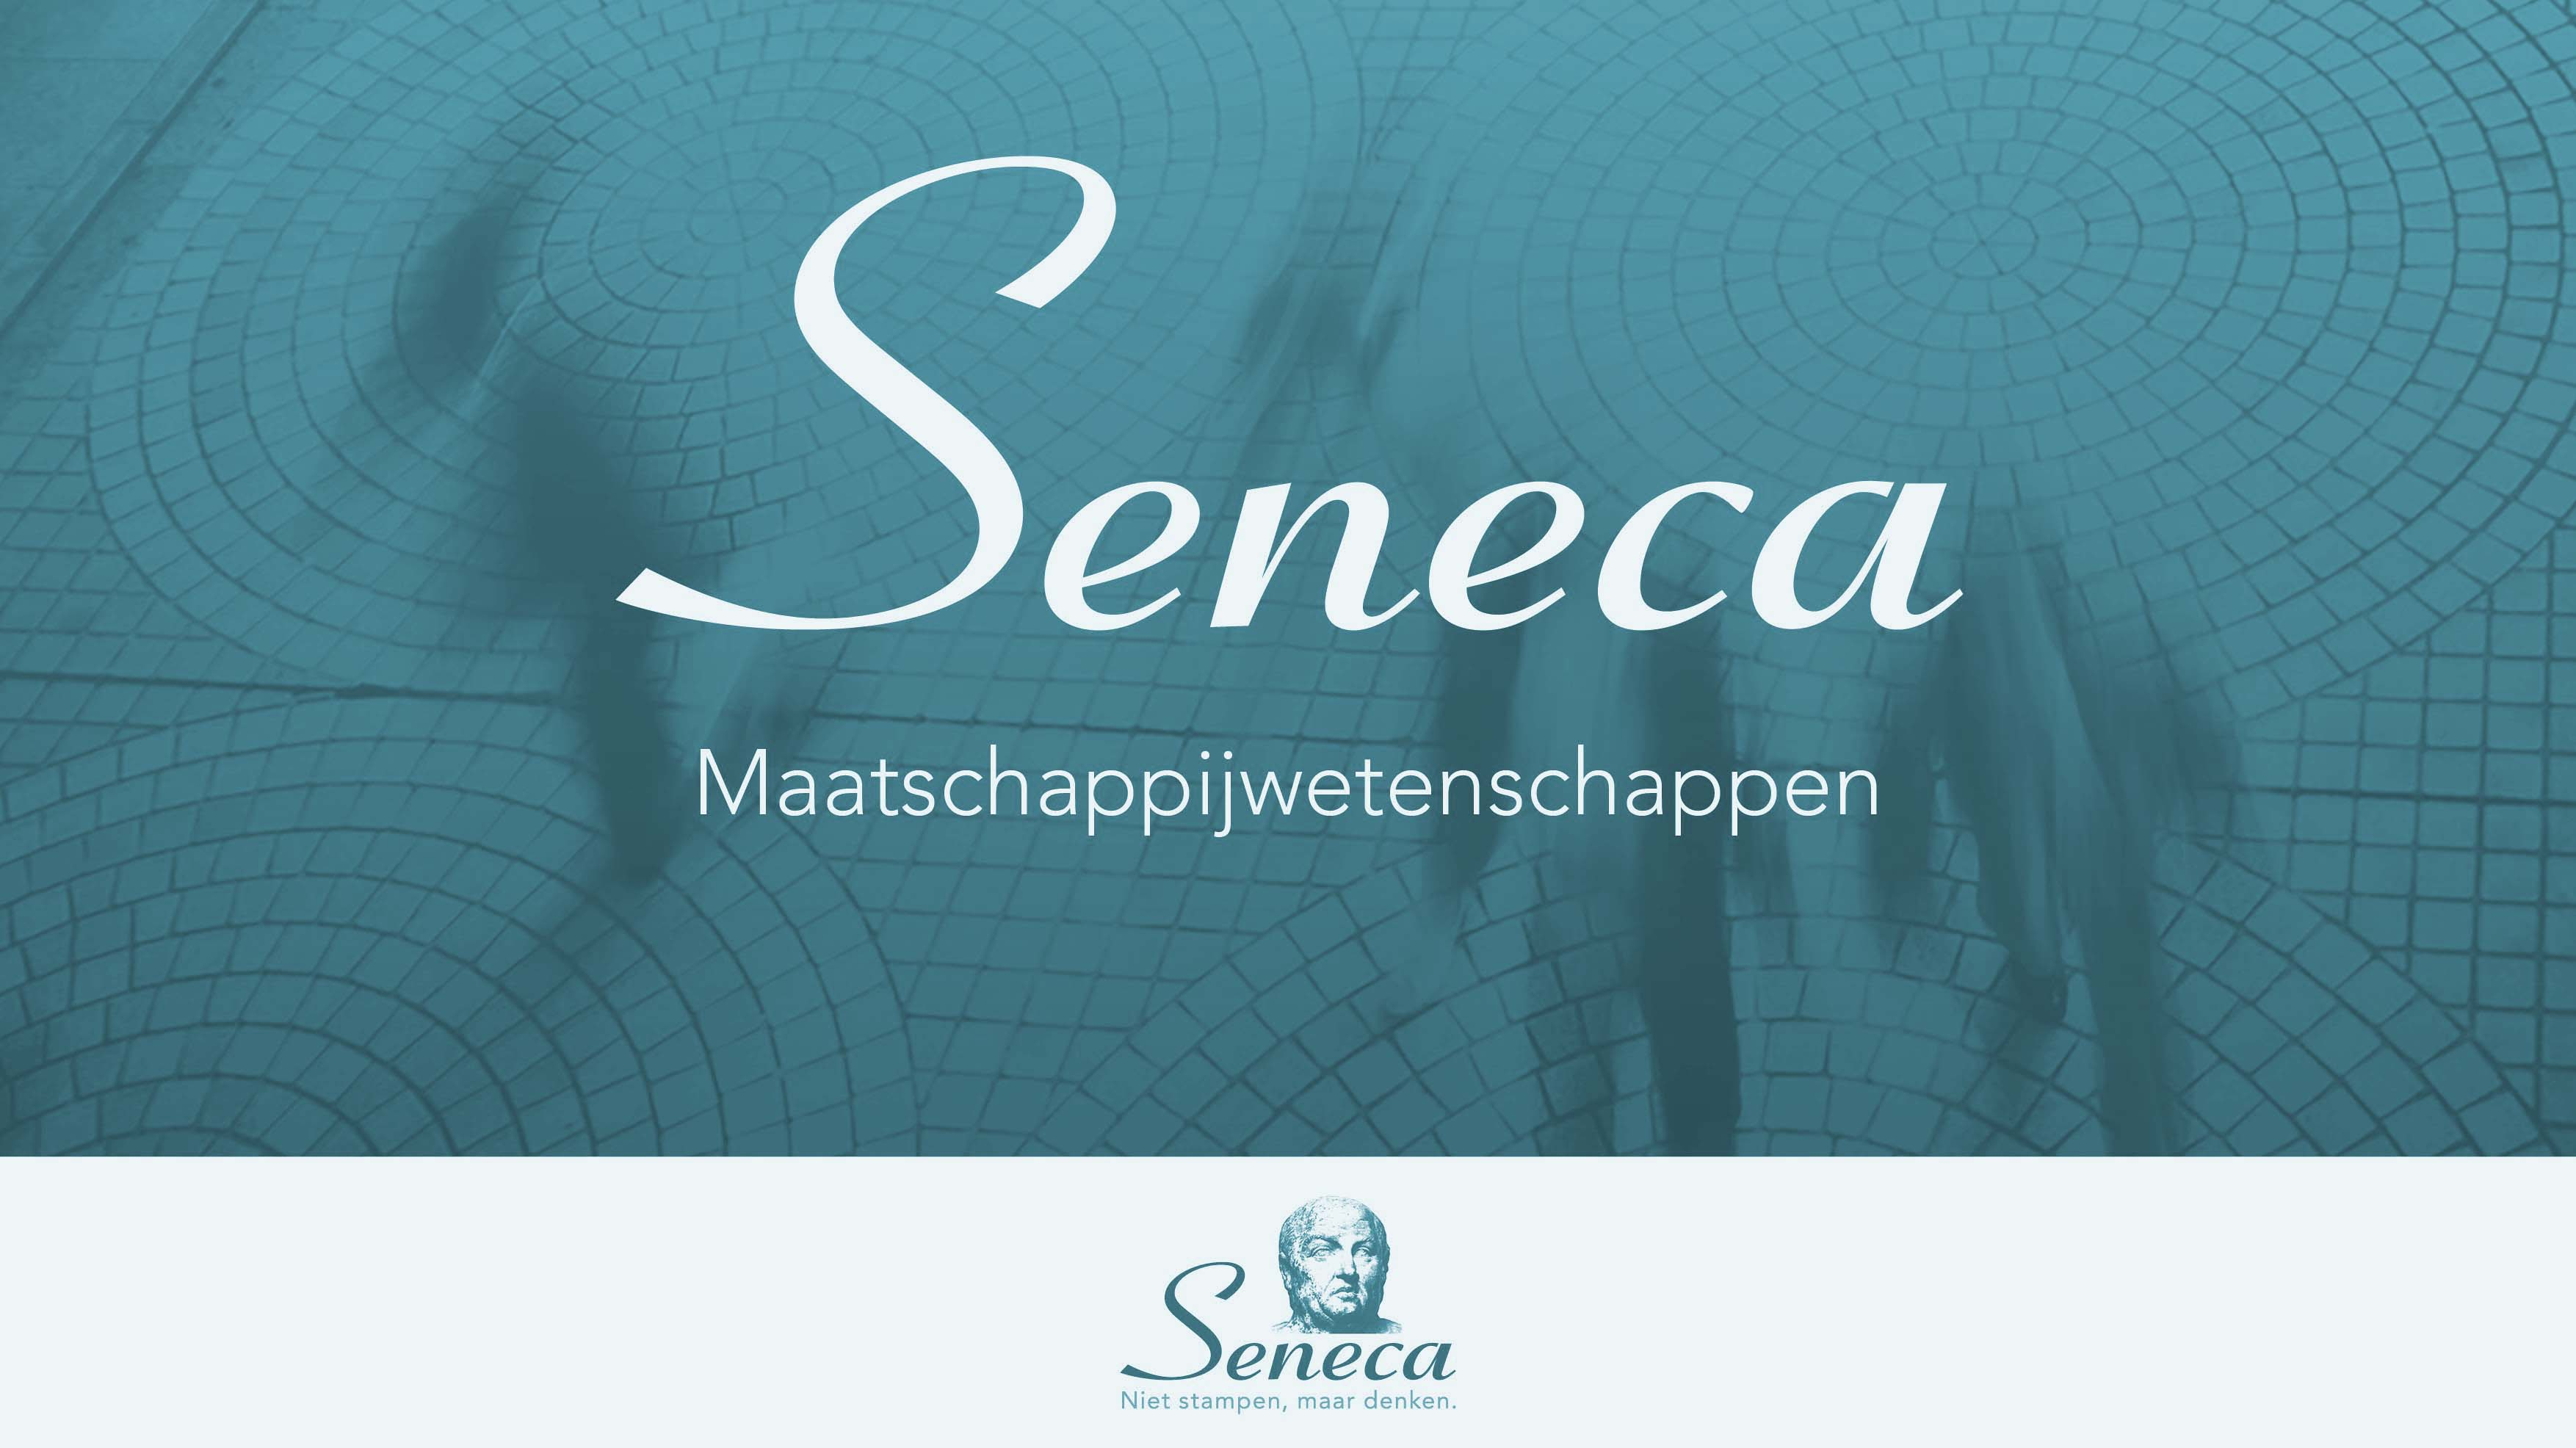 Seneca
Maatschappijwetenschappen
Seneca
Niet stampen, maar denken.